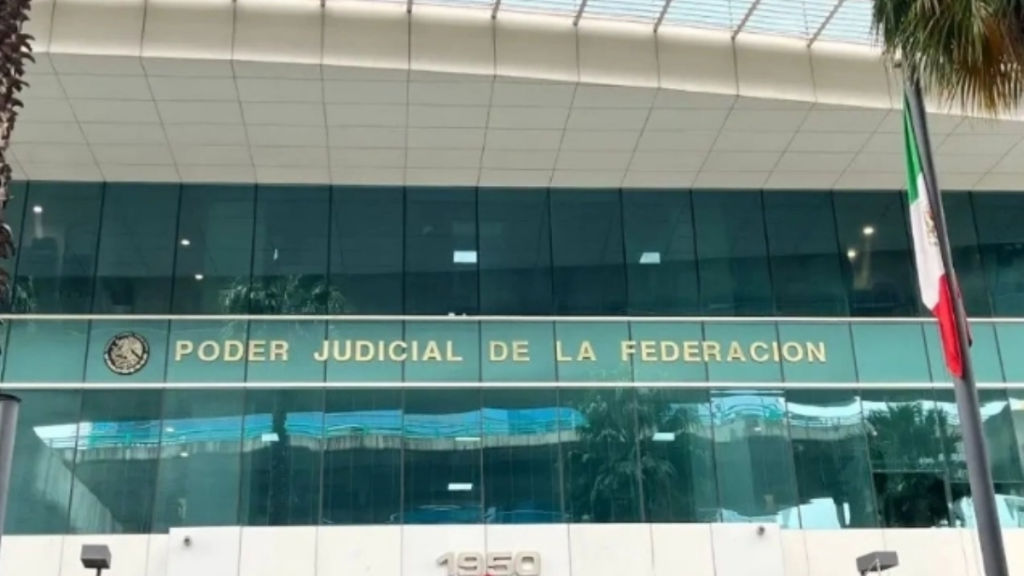 PODER JUDICIAL DE LA FEDERACION
1950